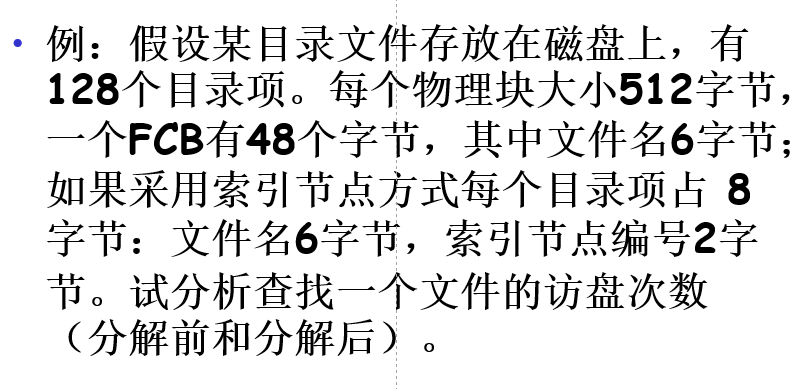 • 例：假设某目录文件存放在磁盘上，有
128个目录项。每个物理块大小512字节，
一个FCB有48个字节，其中文件名6字节；
如果采用索引节点方式每个目录项占 8
字节：文件名6字节，索引节点编号2字
节。试分析查找一个文件的访盘次数
（分解前和分解后）。